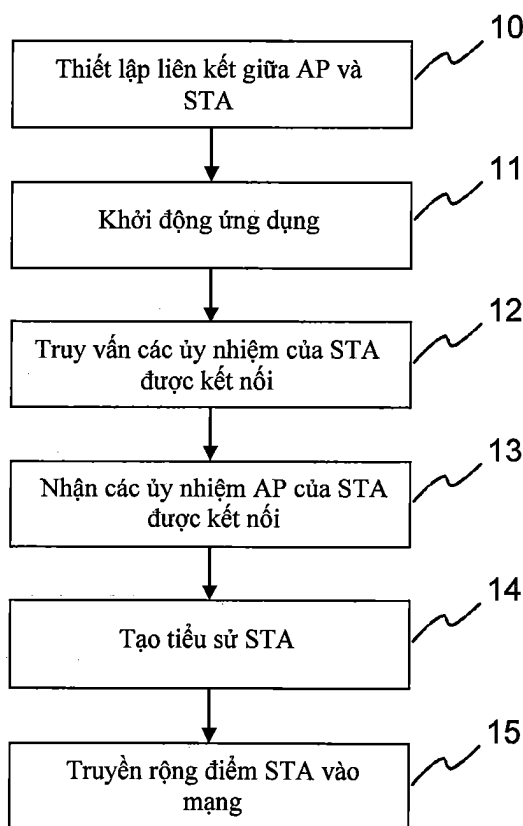 10
Thiết lập liên kết giữa AP và
STA
11
Khởi động ứng dụng
12
Truy vấn các ủy nhiệm của STA
được kết nối
13
Nhận các ủy nhiệm AP của STA
được kết nối
14
Tạo tiểu sử STA
15
Truyền rộng điểm STA vào
mạng